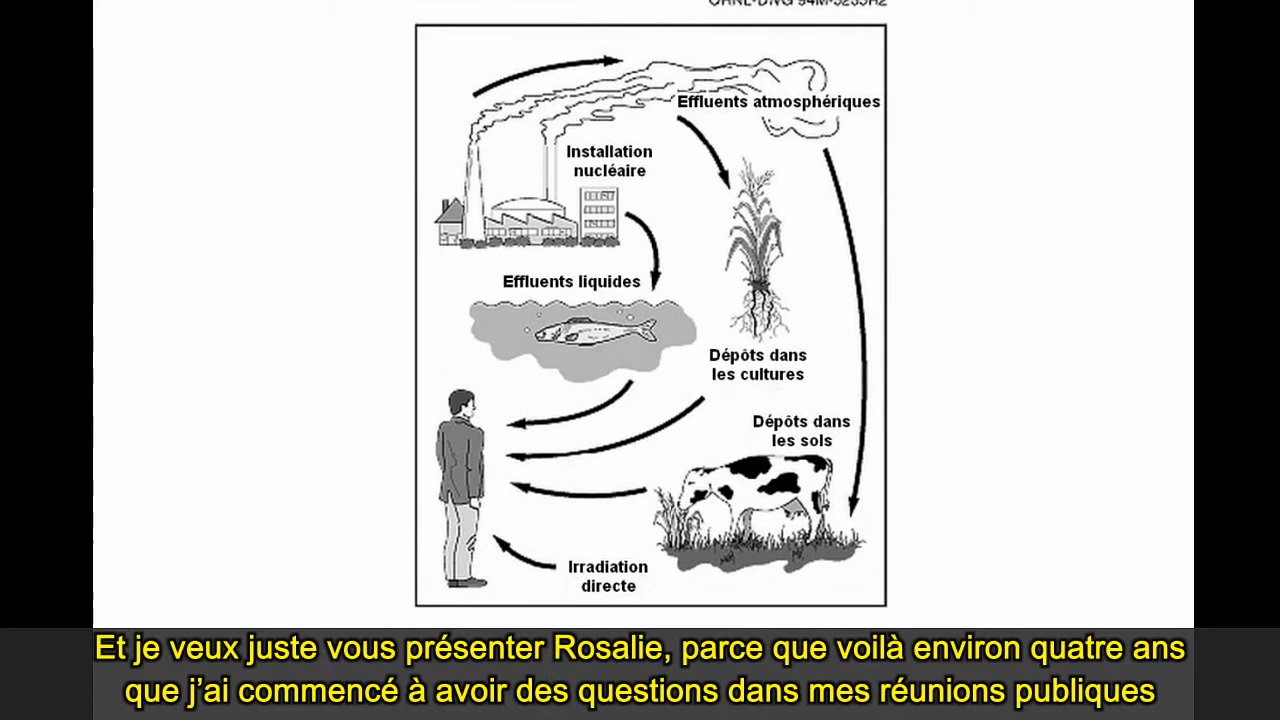 Effluents atmosphériques
Installation
nucléaire
Effluents liquides
Dépôts dans
les cultures
Dépôts dans
les sols
Irradiation
directe
Et je veux juste vous présenter Rosalie, parce que voilà environ quatre ans
que j’ai commencé à avoir des questions dans mes réunions publiques